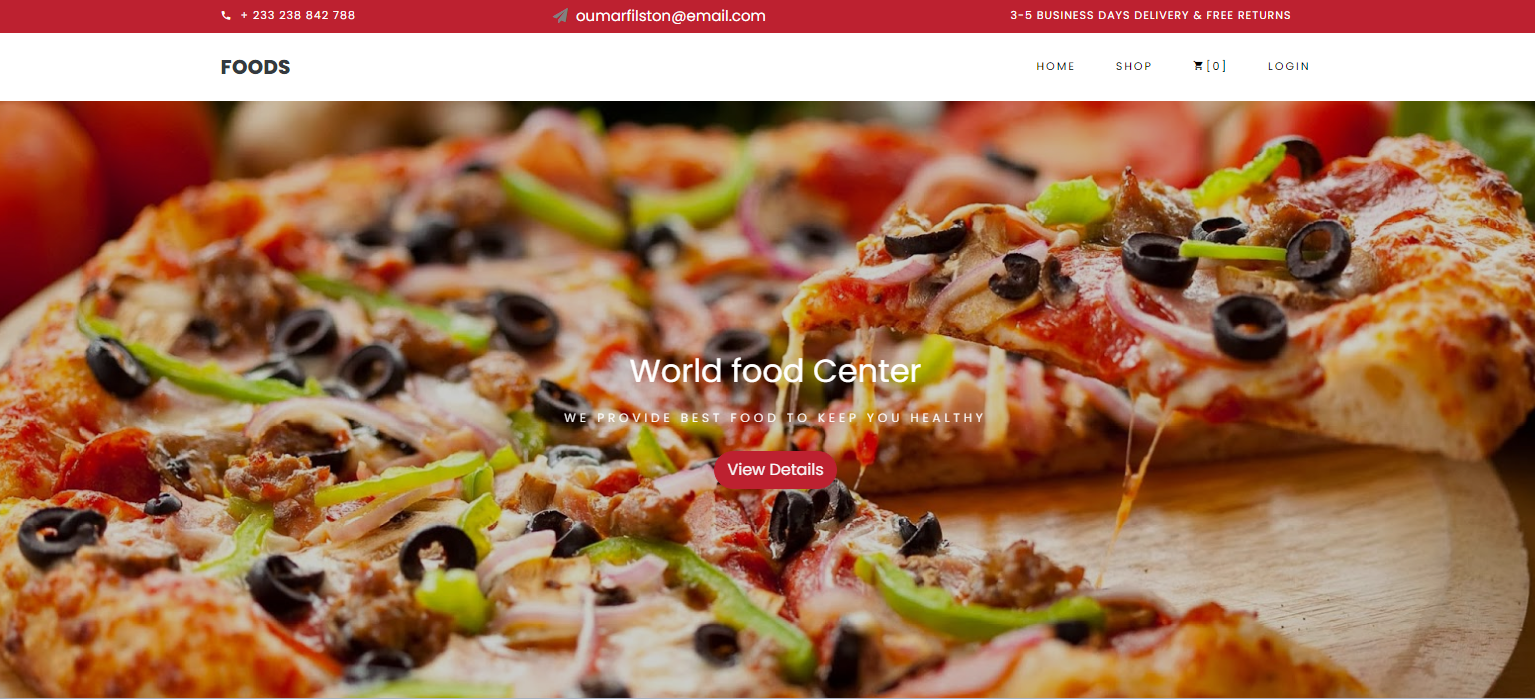 + 233 238 842 788
oumarfilston@email.com
3-5 BUSINESS DAYS DELIVERY & FREE RETURNS
FOODS
HOME
SHOP
[0]
LOGIN
World food Center
WE PROVIDE BEST FOOD TO KEEP YOU HEALTHY
View Details